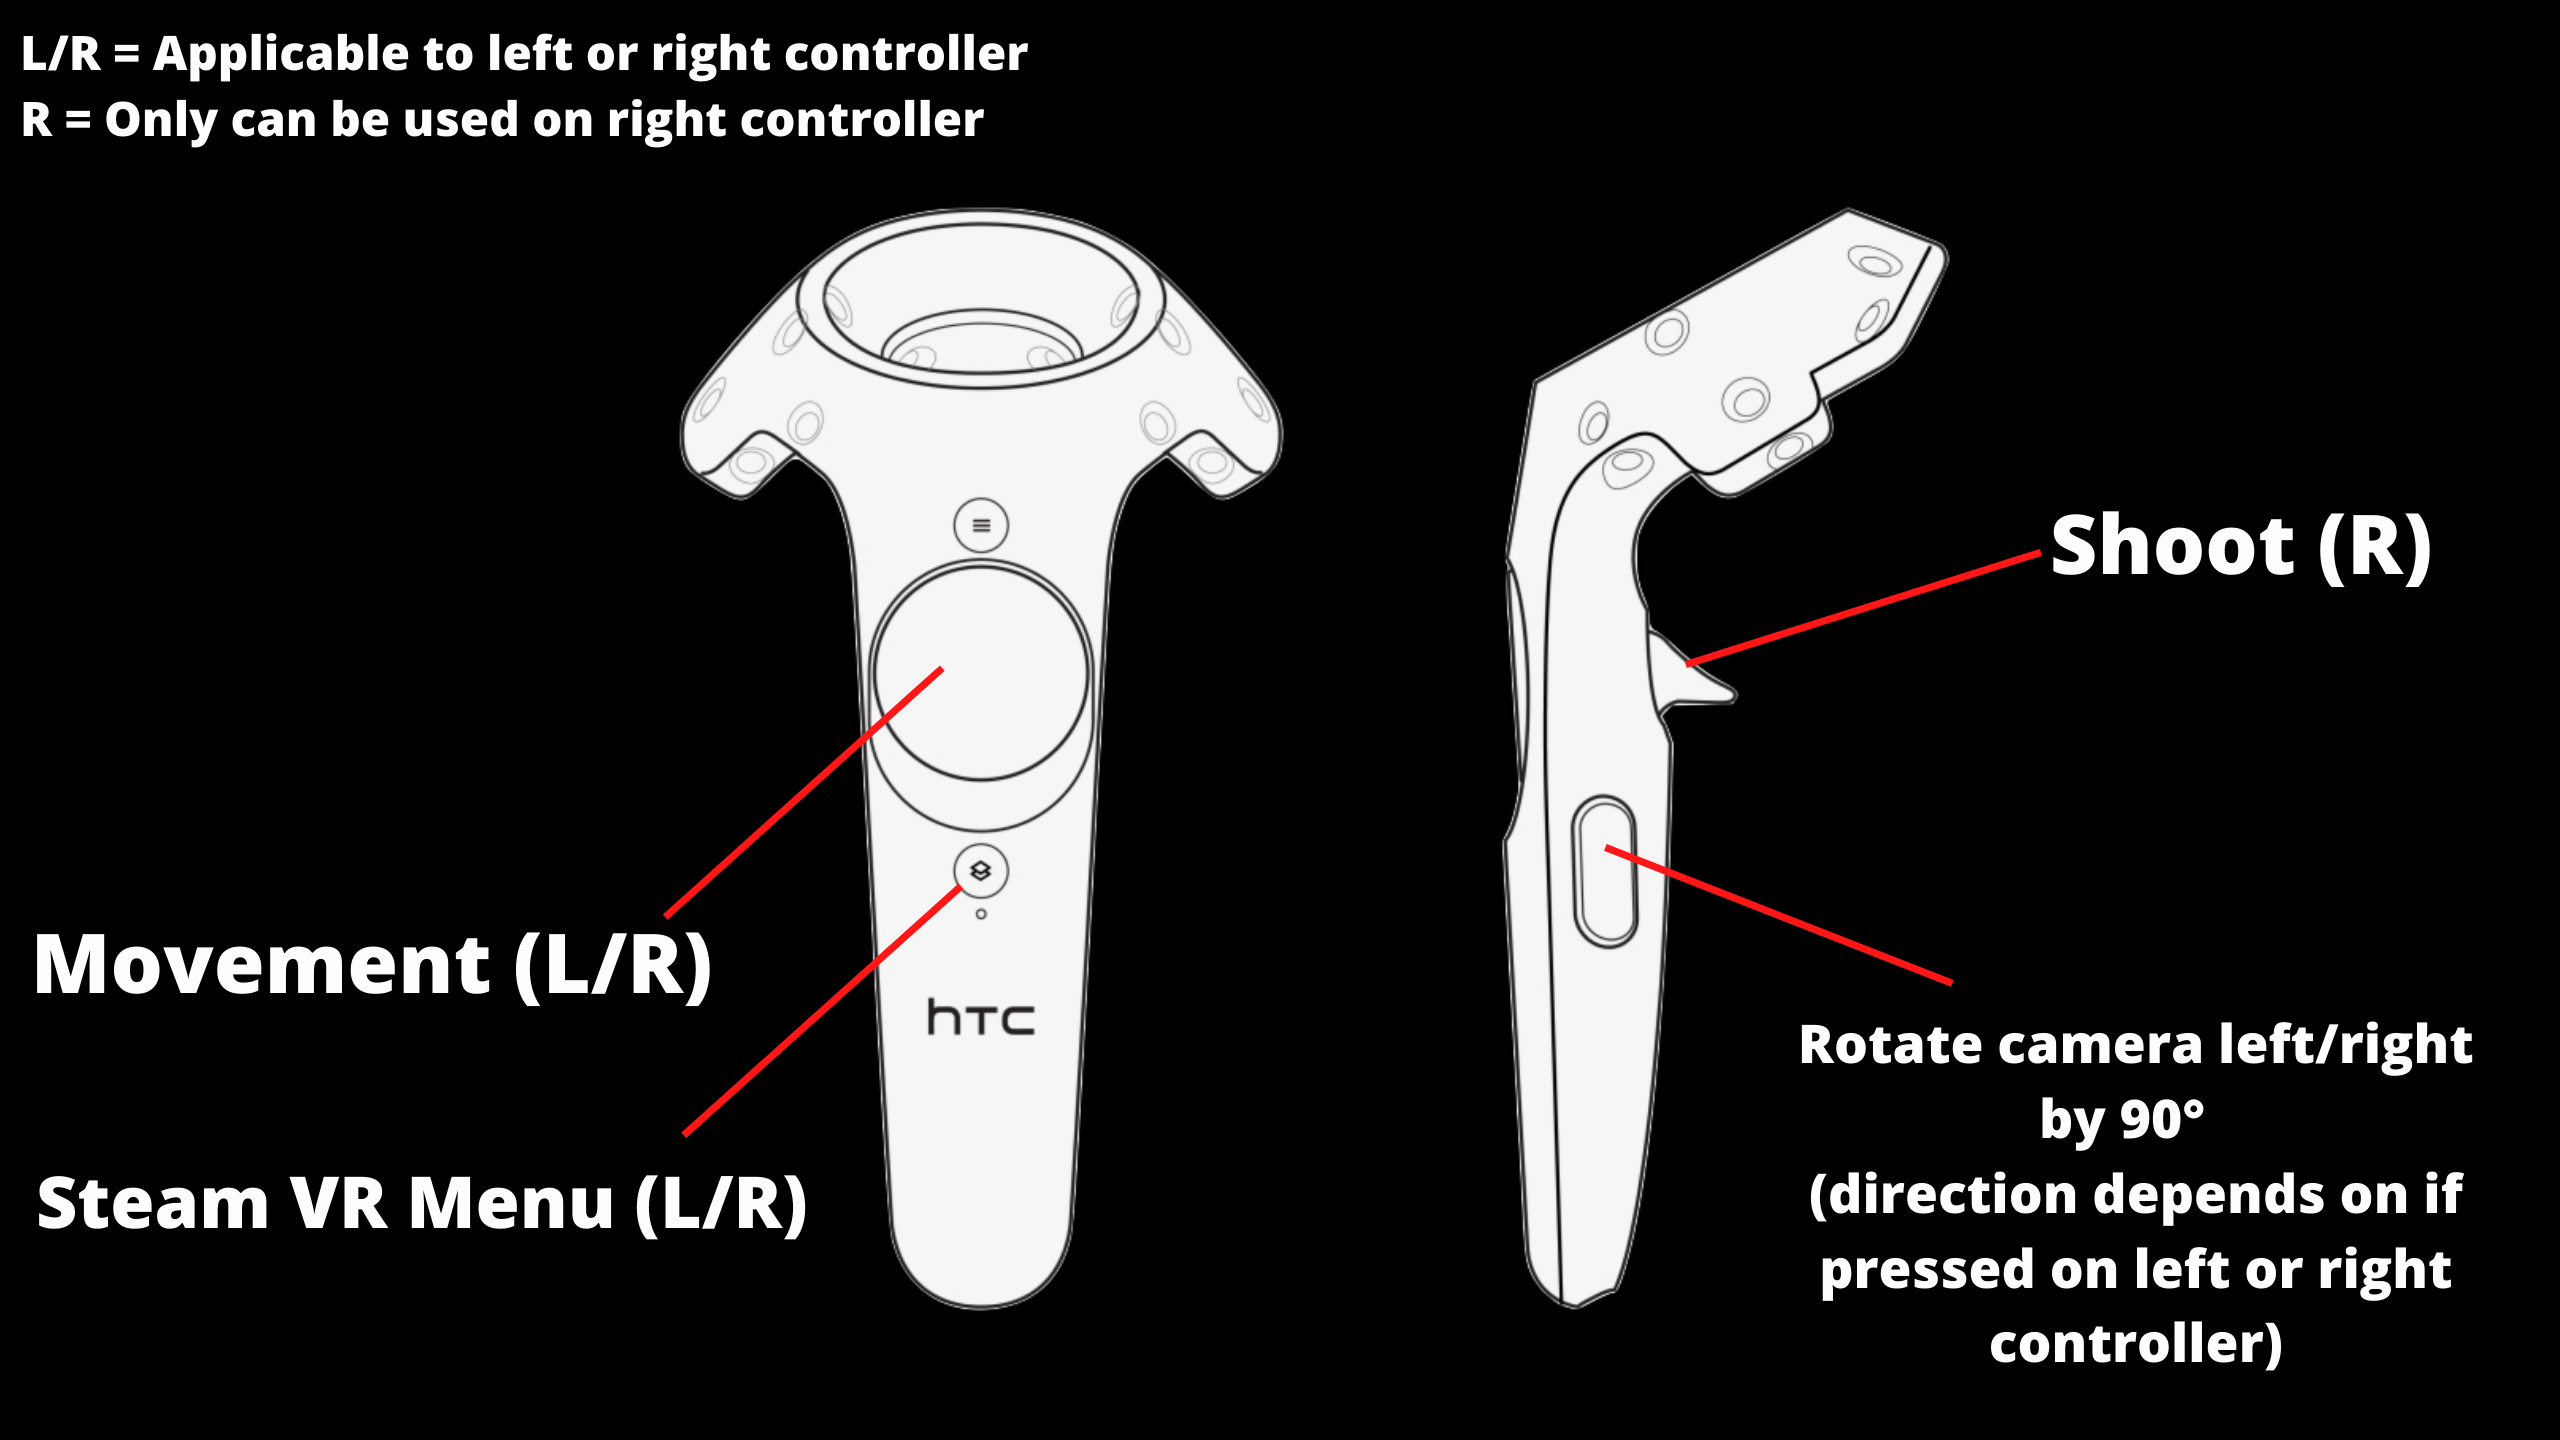 L/R = Applicable to left or right controller
R = Only can be used on right controller
Shoot (R)
Movement (L/R)
hTC
Steam VR Menu (L/R)
Rotate camera left/right
by 90°
(direction depends on if
pressed on left or right
controller)